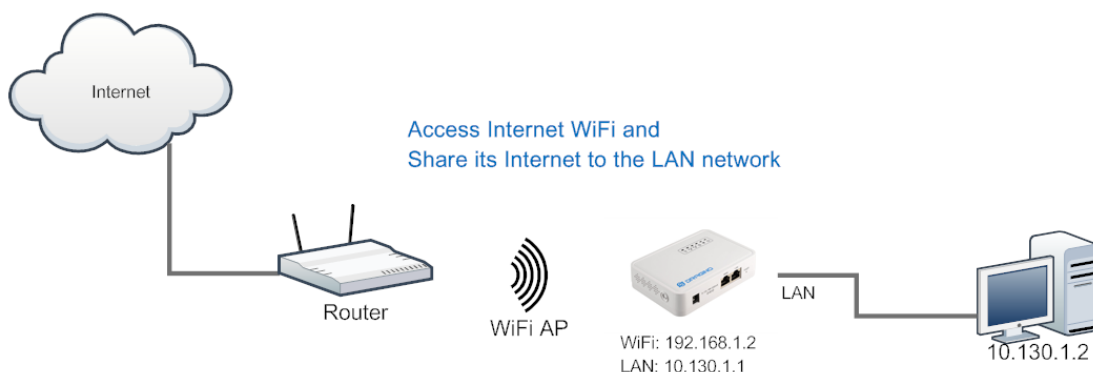 Internet
Access Internet WiFi and
Share its Internet to the LAN network
Router
WiFi AP
DRAGINO
WiFi: 192.168.1.2
LAN: 10.130.1.1
LAN
10.130.1.2